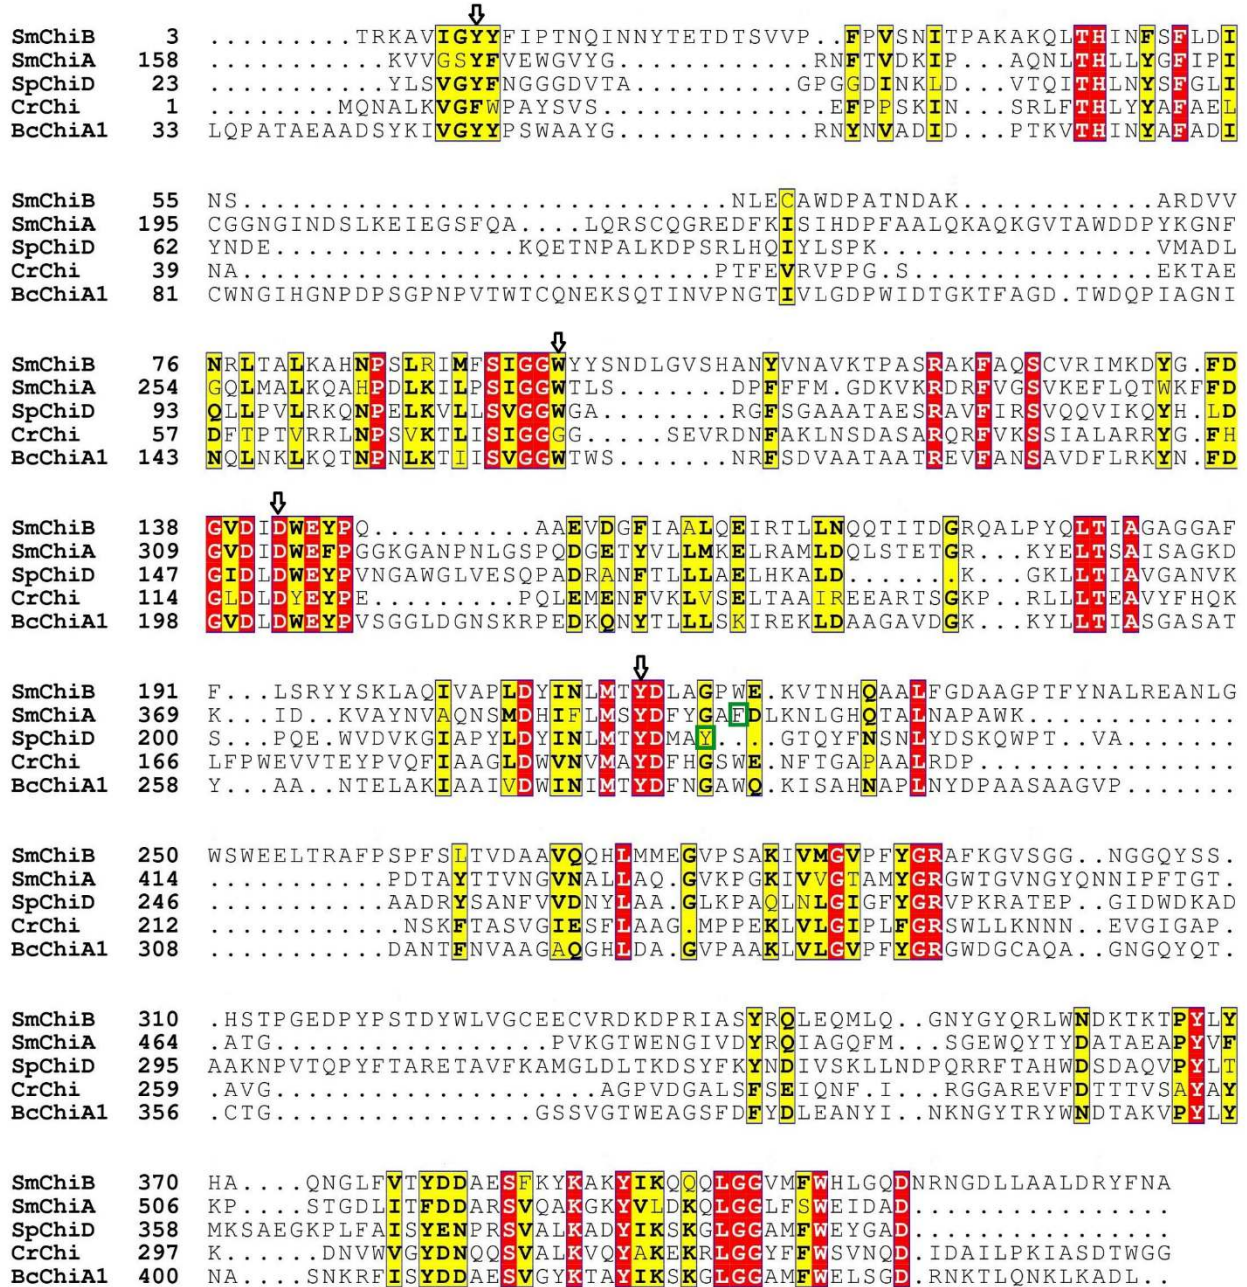 SmChiB 3 .........TRKAVIGYYFIPTNQINNYTETDTSVVP..FPVSNITPAKAKQLTHINFSFLDI
SmChiA 158 ...........KVVGSYFVEWGVYG...........RNFTVDKIP...AQNLTHLLYGFIPI
SpChiD 23 ...........YLSVGYFNGGGDVTA.........GPGGDINKLD...VTQITHLNYSFGLI
CrChi 1 ........MQNALKVGFWPAYSVS............EFPPSKIN...SRLFTHLYYAFAEL
BcChiA1 33 LQPATAEAADSYKIVGYYPSWAAYG...........RNYNVADID...PTKVTHINYAFADI
SmChiB 55 NS..............................NLECAWDPATNDAK............ARDVV
SmChiA 195 CGGNGINDSLKEIEGSFQA....LQRSCQGREDFKISIHDPFAALQKAQKGVTAWDDPYKGNF
SpChiD 62 YNDE...............KQETNPALKDPSRLHQIYLSPK.................VMADL
CrChi 39 NA.............................PTFEVRVPPG.S...............EKTAE
BcChiA1 81 CWNGIHGNPDPSGPNPVTWTCQNEKSQTINVPNGTIVLGDPWIDTGKTFAGD.TWDQPIAGNI
SmChiB 76 NRLTALKAHNPSLRIMFSIGGWYYSNDLGVSHANYVNAVKTPASRAKFAQSCVRIMKDYG.FD
SmChiA 254 GQLMALKQAHPDLKILPSIGGWTLS.......DPFFFM.GDKVKRDRFVGSVKEFLQTWKFFD
SpChiD 93 QLLPVLRKQNPELKVLLSVGGWGA........RGFSGAAATAESRAVFIRSVQQVIKQYH.LD
CrChi 57 DFTPTVRRLNPSVKTLISIGGGG.....SEVRDNFAKLNSDASARQRFVKSSIALARRYG.FH
BcChiA1 143 NQLNKLKQTNPNLKTIISVGGWTWS.......NRFSDVAATAATREVFANSAVDFLRKYN.FD
SmChiB 138 GVDIDWEYPQ..........AAEVDGFIAALQEIRTLLNQQTITDGRQALPYQLTIAGAGGAF
SmChiA 309 GVDIDWEFPGGKGANPNLGSPQDGETYVLLMKELRAMLDQLSTETGR...KYELTSAISAGKD
SpChiD 147 GIDLDWEYPVNGAWGLVESQPADRANFTLLLAELHKALD.......K...GKLLTIAVGANVK
CrChi 114 GLDLDYEYPE..........PQLEMENFVKLVSELTAAIREEARTSGKP..RLLLTEAVYFHQK
BcChiA1 198 GVDLDWEYPVSGGLDGNSKRPEDKQNYTLLLSKIREKLDAAGAVDGK...KYLLTIASGASAT
SmChiB 191 F...LSRYYSKLAQIVAPLDYINLMTYDLAGPWE.KVTNHQAALFGDAAGPTFYNALREANLG
SmChiA 369 K...ID..KVAYNVAQNSMDHIFLMSYDFYGAFDLKNLGHQTALNAPAWK.............
SpChiD 200 S...PQE.WVDVKGIAPYLDYINLMTYDMAY....GTQYFNSNLYDSKQWPT..VA.......
CrChi 166 LFPWEVVTEYPVQFIAAGLDWVNVMAYDFHGSWE.NFTGAPAALRDP................
BcChiA1 258 Y...AA..NTELAKIAAIVDWINIMTYDFNGAWQ.KISAHNAPLNYDPAASAAGVP.......
SmChiB 250 WSWEELTRAFPSPFSLTVDAAVQQHLMMEGVPSAKIVMGVPFYGRAFKGVSGG..NGGQYSS.
SmChiA 414 ...........PDTAYTTVNGVNALLAQ.GVKPGKIVVGTAMYGRGWTGVNGYQNNIPFTGT.
SpChiD 246 ...........AADRYSANFVVDNYLAA.GLKPAQLNLGIGFYGRVPKRATEP..GIDWDKAD
CrChi 212 ...........NSKFTASVGIESFLAAG.MPPEKLVLGIPLFGRSWLLKNNN..EVGIGAP.
BcChiA1 308 ...........DANTFNVAAGAQGHLDA.GVPAAKLVLGVPFYGRGWDGCAQA..GNGQYQT.
SmChiB 310 .HSTPGEDPYPSTDYWLVGCEECVRDKDPRIASYRQLEQMLQ..GNYGYQRLWNDKTKTPYLY
SmChiA 464 .ATG.................PVKGTWENGIVDYRQIAGQFM...SGEWQYTYDATAEAPYVF
SpChiD 295 AAKNPVTQPYFTARETAVFKAMGLDLTKDSYFKYNDIVSKLLNDPQRRFTAHWDSDAQVPYLT
CrChi 259 .AVG....................AGPVDGALSFSEIQNF.I...RGGAREVFDTTTVSAYAY
BcChiA1 356 .CTG................GSSVGTWEAGSFDFYDLEANYI..NKNGYTRYWNDTAKVPYLY
SmChiB 370 HA....QNGLFVTYDDAESFKYKAKYIKQQQLGGVMFWHLGQDNRNGDLLAALDRYFNA
SmChiA 506 KP....STGDLITFDDARSVQAKGKYVLDKQLGGLFSWEIDAD................
SpChiD 358 MKSAEGKPLFAISYENPRSVALKADYIKSKGLGGAMFWEYGAD................
CrChi 297 K......DNVWVGYDNQQSVALKVQYAKEKRLGGYFFWSVNQD.IDAILPKIASDTWGG
BcChiA1 400 NA....SNKRFISYDDAESVGYKTAYIKSKGLGGAMFWELSGD.RNKTLQNKLKADL..